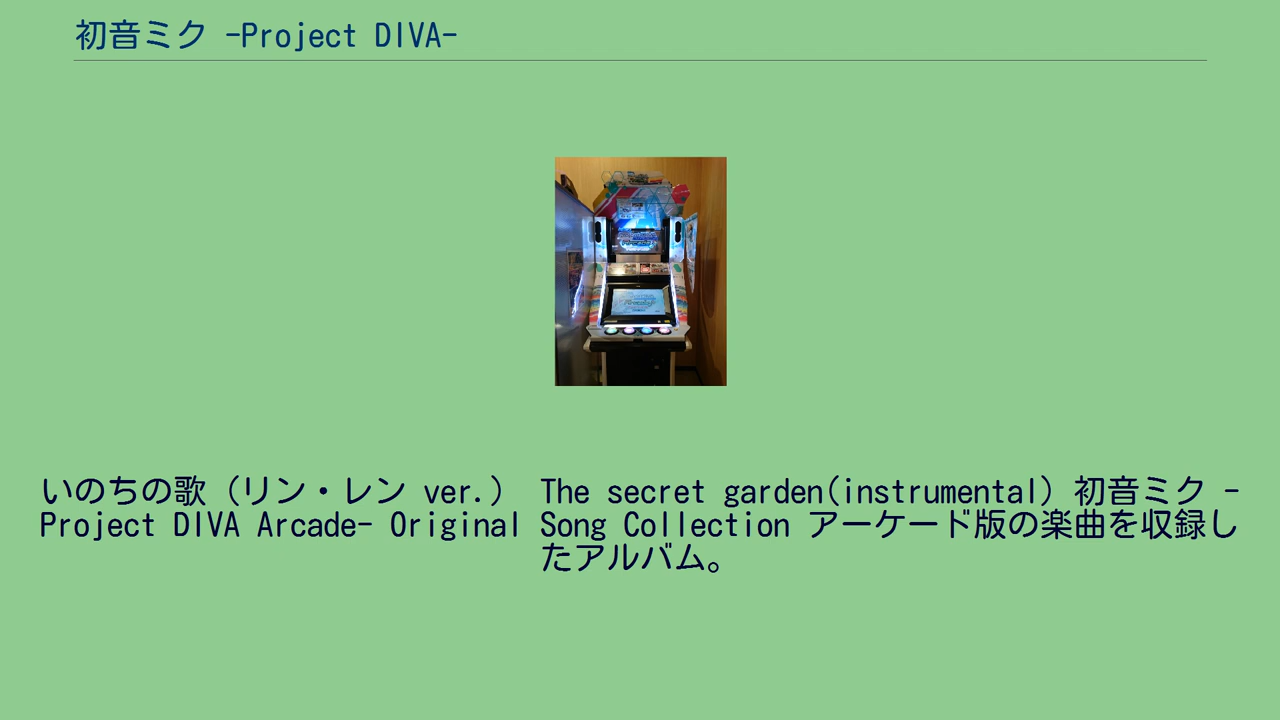 初音ミク -Project DIVA-
いのちの歌（リン・レン ver.） The secret garden(instrumental) 初音ミク -
Project DIVA Arcade- Original Song Collection アーケード版の楽曲を収録し
たアルバム。